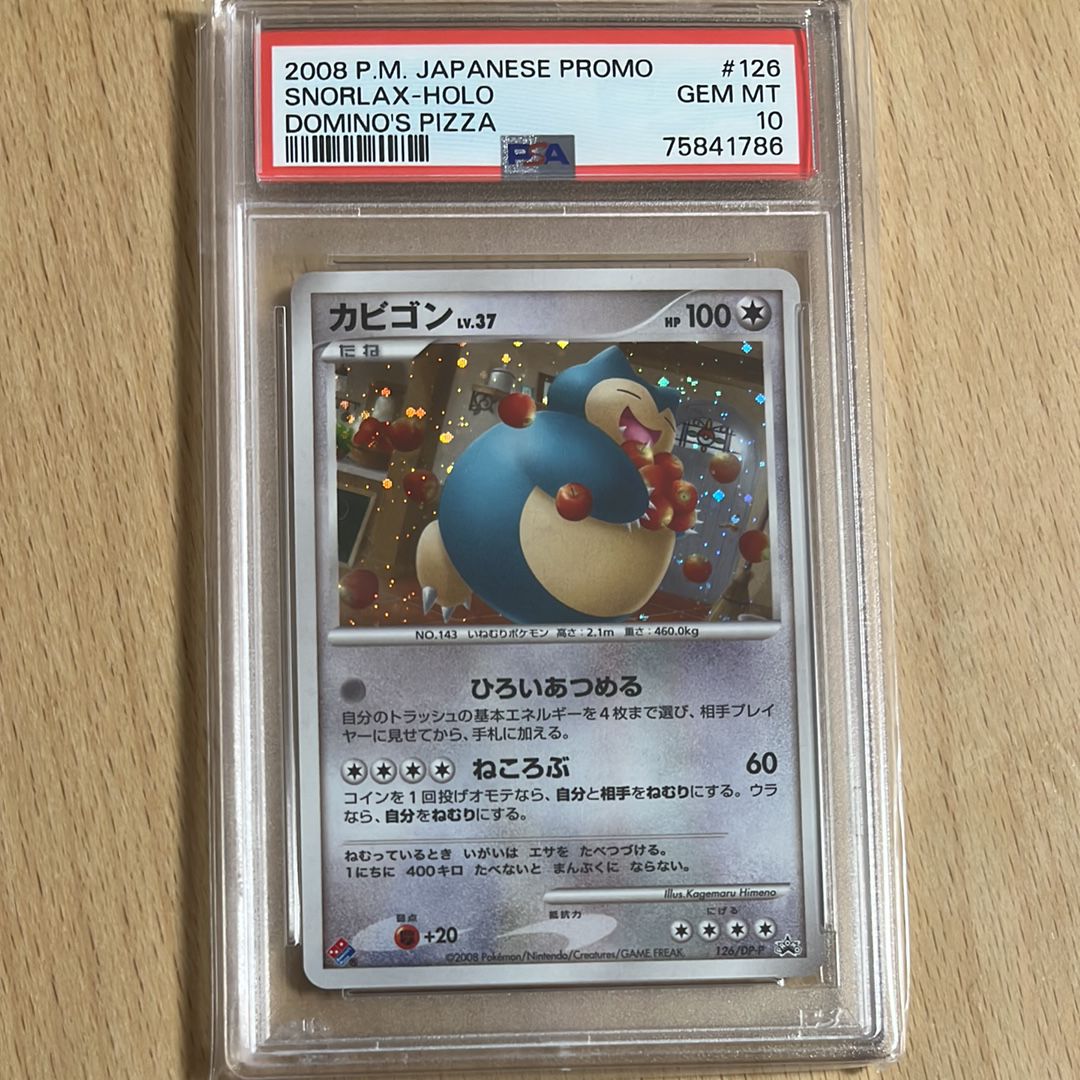 2008 P.M. JAPANESE PROMO #126
SNORLAX-HOLO GEM MT
DOMINO'S PIZZA 10
PSA 75841786
カビゴン LV.37 HP 100
たね
NO.143 いねむりポケモン 高さ:2.1m 重さ:460.0kg
ひろいあつめる
自分のトラッシュの基本エネルギーを4枚まで選び、相手プレイ
ヤーに見せてから、手札に加える。
ねころぶ 60
コインを1回投げオモテなら、自分と相手をねむりにする。ウラ
なら、自分をねむりにする。
ねむっているとき いがいは エサを たべつづける。
1にちに 400キロ たべないと まんぷくに ならない。
Illus.Kagemaru Himeno
弱点 抵抗力 にげる
+20
©2008 Pokémon/Nintendo/Creatures/GAME FREAK. 126/DP-P